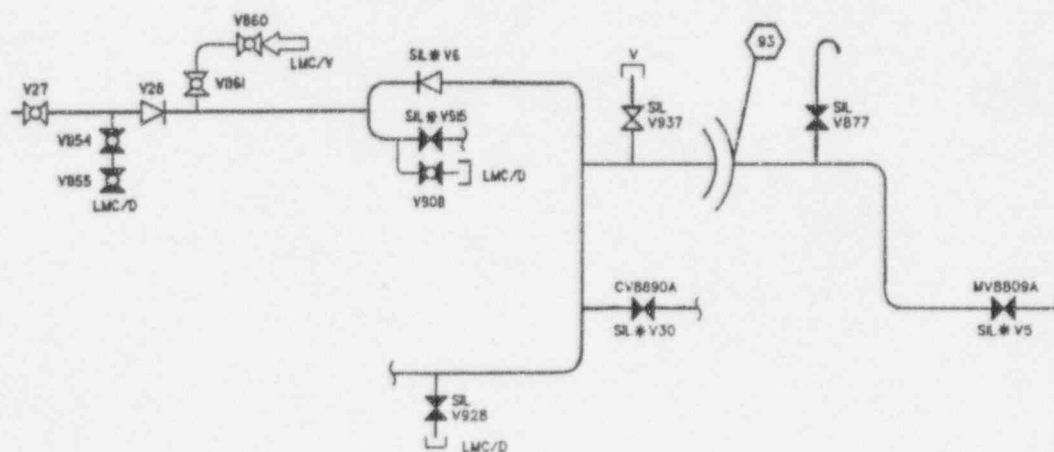 V860
LMC/V
V861
V27
V28
V854
V855
LMC/D
SIL*V6
SIL*V915
V908
LMC/D
V
SIL
V937
93
SIL
V877
CV8890A
SIL*V30
MV8809A
SIL*V5
SIL
V928
LMC/D